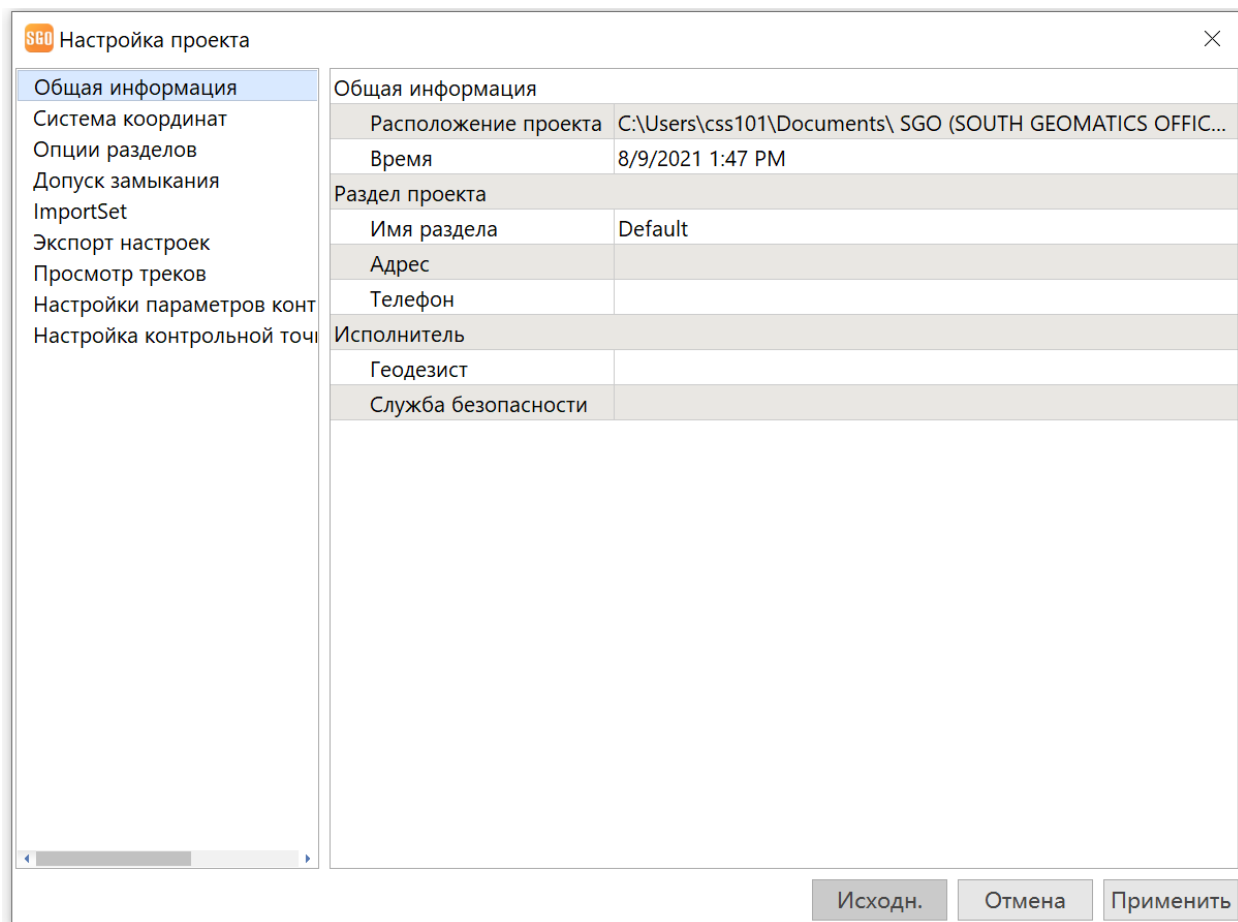 SGO Настройка проекта
Общая информация
Система координат
Опции разделов
Допуск замыкания
ImportSet
Экспорт настроек
Просмотр треков
Настройки параметров конт
Настройка контрольной точ
Общая информация
Расположение проекта C:\Users\css101\Documents\ SGO (SOUTH GEOMATICS OFFIC...
Время 8/9/2021 1:47 PM
Раздел проекта
Имя раздела Default
Адрес
Телефон
Исполнитель
Геодезист
Служба безопасности
Исходн. Отмена Применить